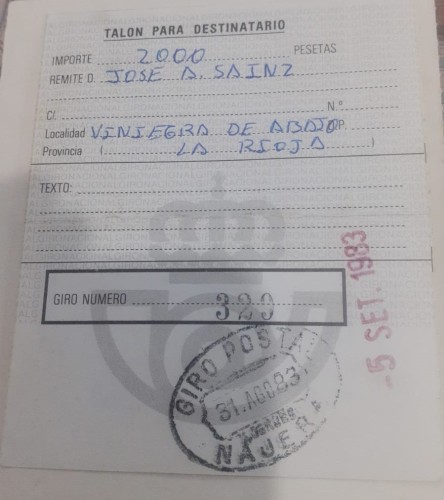 TALON PARA DESTINATARIO
IMPORTE 2000 PESETAS
REMITE D. JOSE A. SAINZ
C/. N.º
Localidad VINIEGRA DE ABAJO D.P.
Provincia ( LA RIOJA )
TEXTO:
GIRO NUMERO 329
-5 SET. 1983
GIRO POSTAL
31.AGO.83
NAJERA